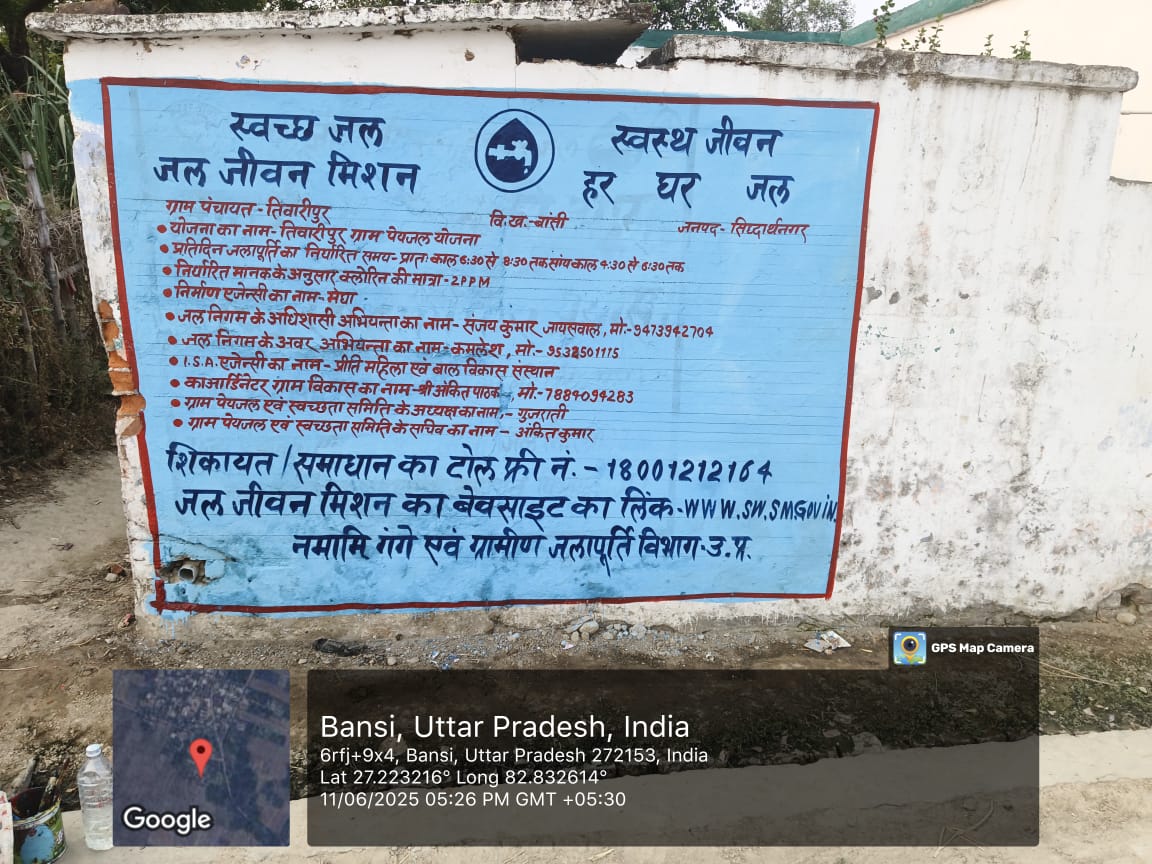 स्वच्छ जल
स्वस्थ जीवन
जल जीवन मिशन
हर घर जल
ग्राम पंचायत - तिवारीपुर
वि.ख.- बांसी
जनपद - सिध्दार्थनगर
• योजना का नाम - तिवारीपुर ग्राम पेयजल योजना
• प्रतिदिन जलापूर्ति का निर्धारित समय - प्रातः काल 6:30 से 8:30 तक सांय काल 4:30 से 6:30 तक
• निर्धारित मानक के अनुसार क्लोरिन की मात्रा - 2PPM
• निर्माण एजेन्सी का नाम - मेघा
• जल निगम के अधिशासी अभियन्ता का नाम - संजय कुमार जायसवाल, मो.- 9473942704
• जल निगम के अवर अभियन्ता का नाम - कमलेश, मो.- 9532501115
• I.S.A. एजेन्सी का नाम - प्रीति महिला एवं बाल विकास संस्थान
• काआर्डिनेटर ग्राम विकास का नाम - श्री अंकित पाठक - मो.- 7884094283
• ग्राम पेयजल एवं स्वच्छता समिति के अध्यक्ष का नाम, - गुजराती
• ग्राम पेयजल एवं स्वच्छता समिति के सचिव का नाम - अंकित कुमार
शिकायत / समाधान का टोल फ्री नं. - 18001212164
जल जीवन मिशन का बेवसाइट का लिंक - WWW.SW.SMGOV.IN.
नमामि गंगे एवं ग्रामीण जलापूर्ति विभाग - उ.प्र.
GPS Map Camera
Bansi, Uttar Pradesh, India
6rfj+9x4, Bansi, Uttar Pradesh 272153, India
Lat 27.223216° Long 82.832614°
11/06/2025 05:26 PM GMT +05:30
Google